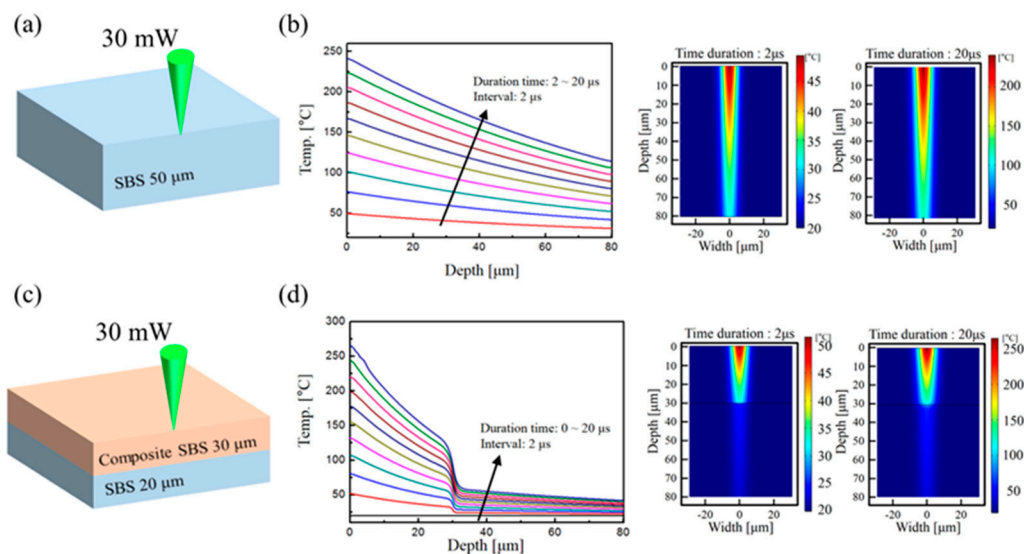 (a)
30 mW
SBS 50 μm
(b)
Temp. [°C]
250
200
150
100
50
Duration time: 2 ~ 20 μs
Interval: 2 μs
0
20
40
60
80
Depth [μm]
Time duration : 2μs
Depth [μm]
0
10
20
30
40
50
60
70
80
-20
0
20
Width [μm]
[°C]
45
40
35
30
25
20
Time duration : 20μs
Depth [μm]
0
10
20
30
40
50
60
70
80
-20
0
20
Width [μm]
[°C]
200
150
100
50
(c)
30 mW
Composite SBS 30 μm
SBS 20 μm
(d)
Temp. [°C]
300
250
200
150
100
50
Duration time: 0 ~ 20 μs
Interval: 2 μs
0
20
40
60
80
Depth [μm]
Time duration : 2μs
Depth [μm]
0
10
20
30
40
50
60
70
80
-20
0
20
Width [μm]
[°C]
50
45
40
35
30
25
20
Time duration : 20μs
Depth [μm]
0
10
20
30
40
50
60
70
80
-20
0
20
Width [μm]
[°C]
250
200
150
100
50